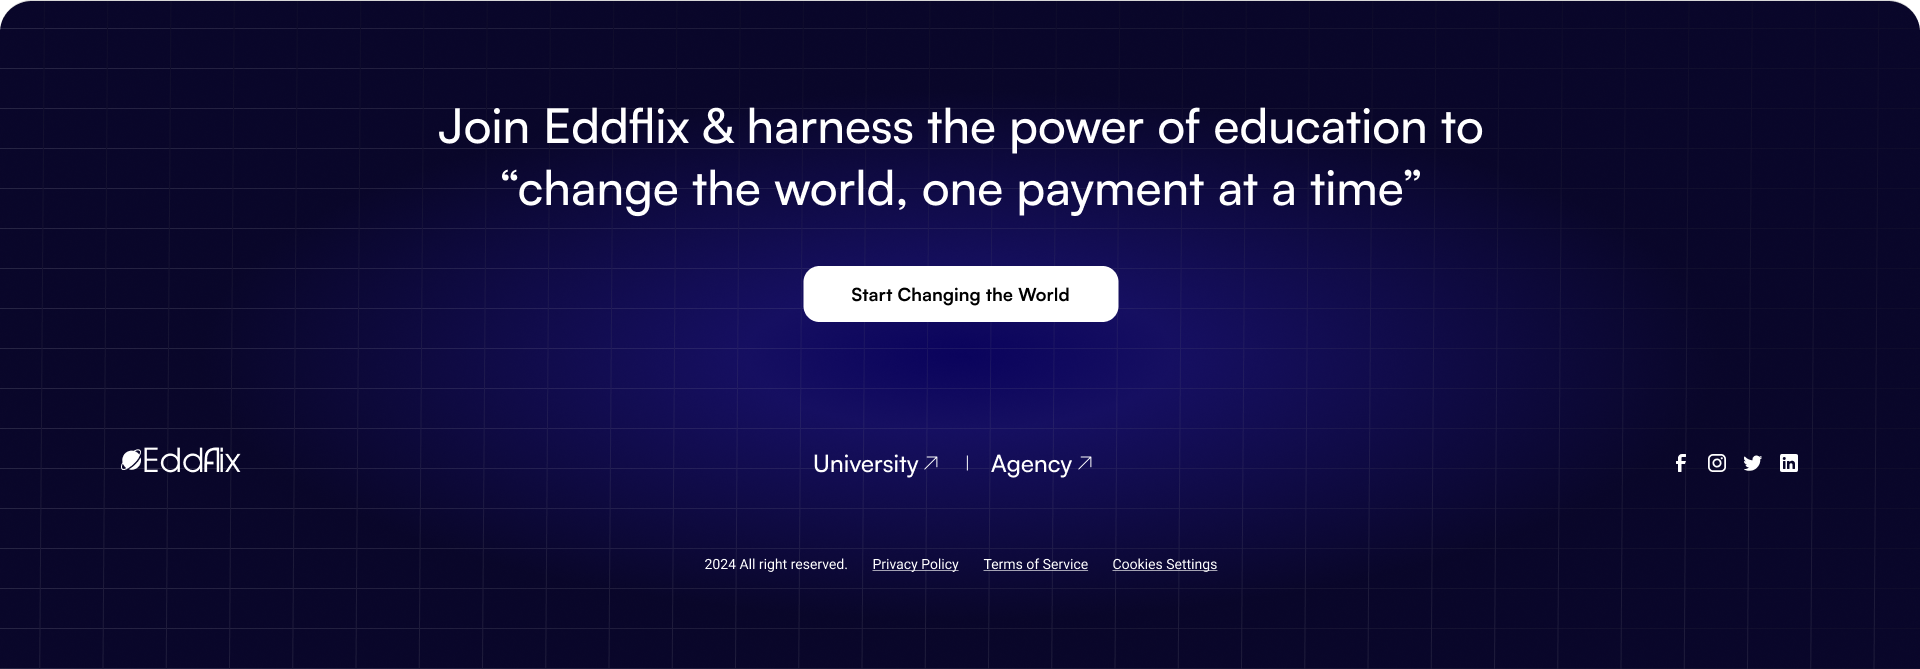 Join Eddflix & harness the power of education to
“change the world, one payment at a time”
Start Changing the World
Eddflix
University
Agency
2024 All right reserved. Privacy Policy Terms of Service Cookies Settings